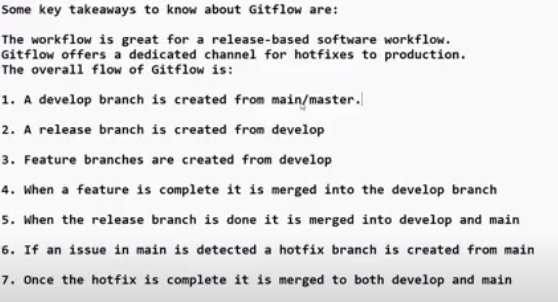 Some key takeaways to know about Gitflow are:
The workflow is great for a release-based software workflow.
Gitflow offers a dedicated channel for hotfixes to production.
The overall flow of Gitflow is:
1. A develop branch is created from main/master.
2. A release branch is created from develop
3. Feature branches are created from develop
4. When a feature is complete it is merged into the develop branch
5. When the release branch is done it is merged into develop and main
6. If an issue in main is detected a hotfix branch is created from main
7. Once the hotfix is complete it is merged to both develop and main